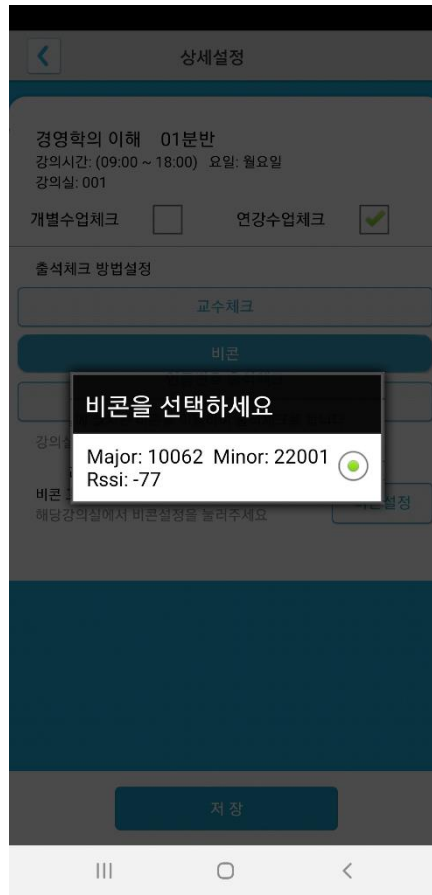 상세설정
경영학의 이해 01분반
강의시간: (09:00 ~ 18:00) 요일: 월요일
강의실: 001
개별수업체크
연강수업체크
출석체크 방법설정
교수체크
비콘
비콘을 선택하세요
Major: 10062 Minor: 22001
Rssi: -77
비콘
해당강의실에서 비콘설정을 눌러주세요
저 장